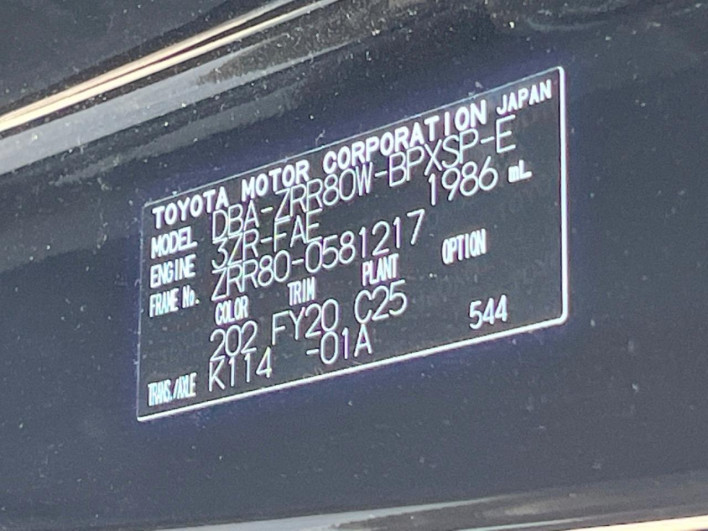 TOYOTA MOTOR CORPORATION JAPAN
MODEL DBA-ZRR80W-BPXSP-E
ENGINE 3ZR-FAE 1986 mL
FRAME No. ZRR80-0581217
COLOR TRIM PLANT OPTION
202 FY20 C25 544
TRANS./AXLE K114 -01A